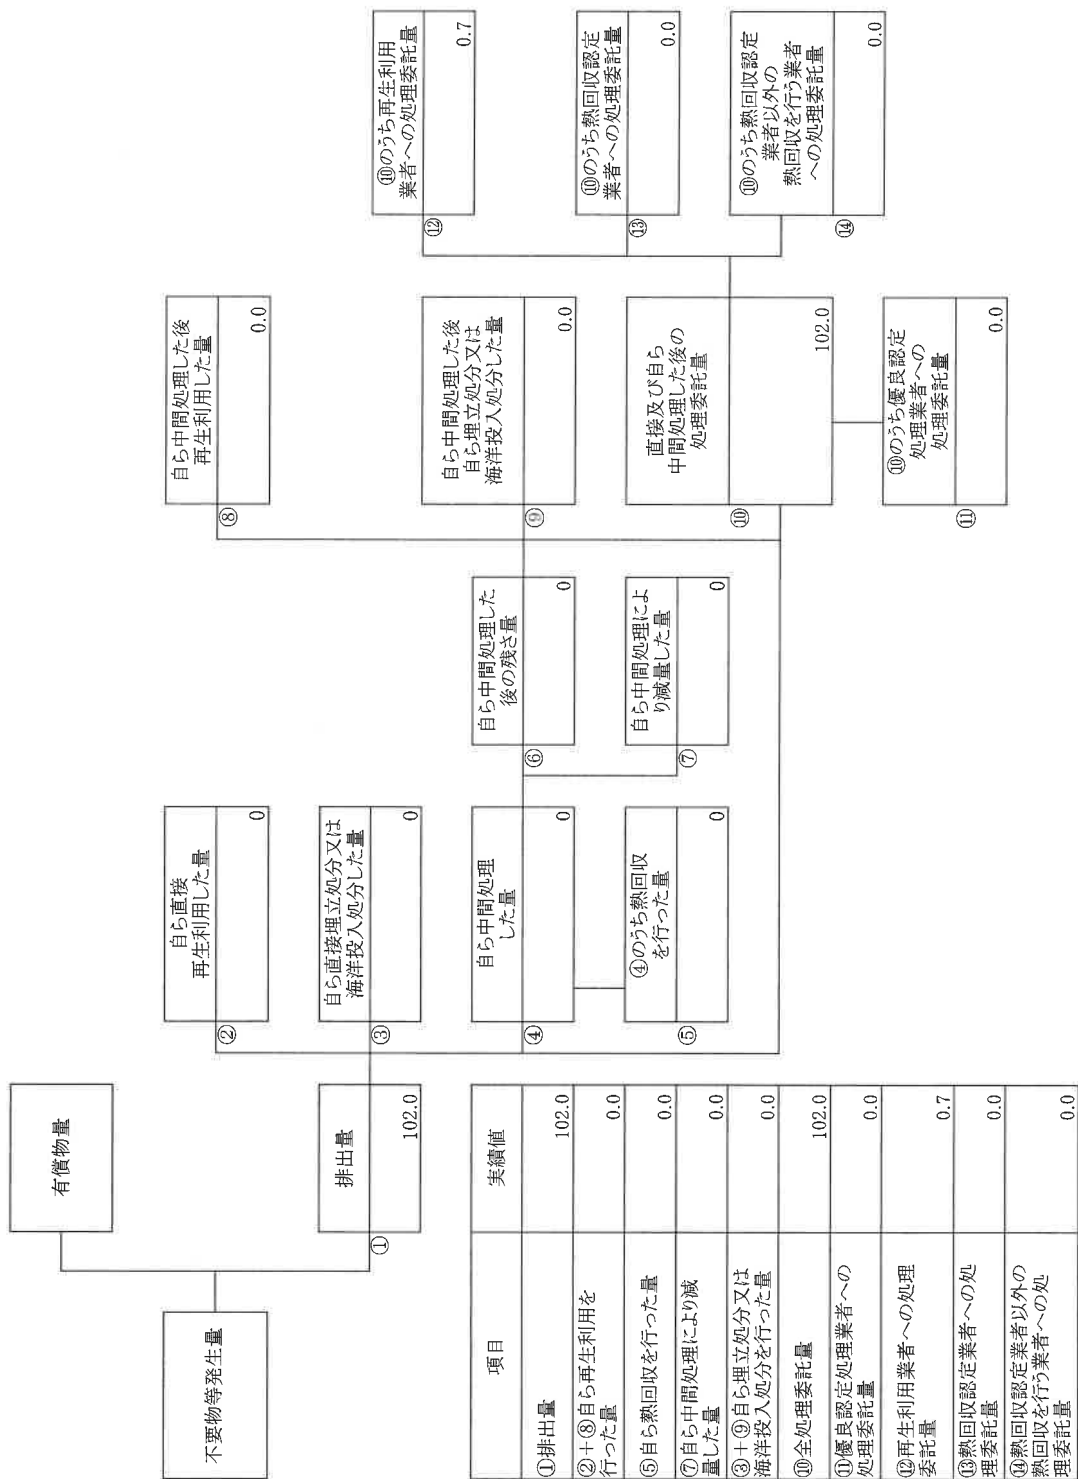 不要物等発生量
有償物量
①
排出量
102.0
②
自ら直接
再生利用した量
0
③
自ら直接埋立処分又は
海洋投入処分した量
0
④
自ら中間処理
した量
0
⑤
④のうち熱回収
を行った量
0
⑥
自ら中間処理した
後の残さ量
0
⑦
自ら中間処理によ
り減量した量
0
⑧
自ら中間処理した後
再生利用した量
0.0
⑨
自ら中間処理した後
自ら埋立処分又は
海洋投入処分した量
0.0
⑩
直接及び自ら
中間処理した後の
処理委託量
102.0
⑪
⑩のうち優良認定
処理業者への
処理委託量
0.0
⑫
⑩のうち再生利用
業者への処理委託量
0.7
⑬
⑩のうち熱回収認定
業者への処理委託量
0.0
⑭
⑩のうち熱回収認定
業者以外の
熱回収を行う業者
への処理委託量
0.0
項目 実績値
①排出量 102.0
②+⑧自ら再生利用を
行った量 0.0
⑤自ら熱回収を行った量 0.0
⑦自ら中間処理により減
量した量 0.0
③+⑨自ら埋立処分又は
海洋投入処分を行った量 0.0
⑩全処理委託量 102.0
⑪優良認定処理業者への
処理委託量 0.0
⑫再生利用業者への処理
委託量 0.7
⑬熱回収認定業者への処
理委託量 0.0
⑭熱回収認定業者以外の
熱回収を行う業者への処
理委託量 0.0